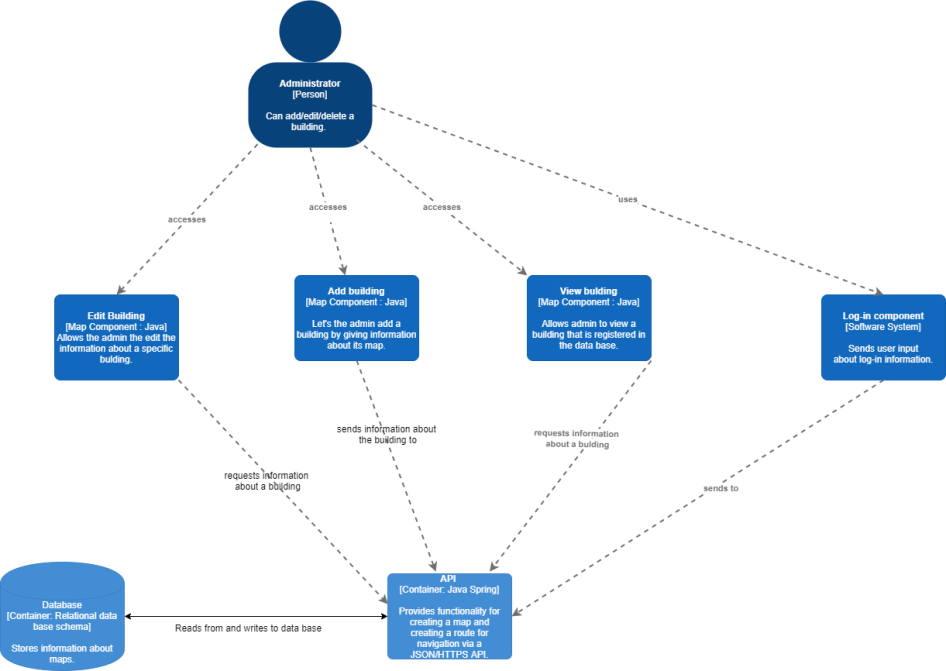 Administrator
[Person]
Can add/edit/delete a
building.
accesses
accesses
accesses
uses
Edit Building
[Map Component : Java]
Allows the admin the edit the
information about a specific
bulding.
Add building
[Map Component : Java]
Let's the admin add a
building by giving information
about its map.
View bulding
[Map Component : Java]
Allows admin to view a
building that is registered in
the data base.
Log-in component
[Software System]
Sends user input
about log-in information.
requests information
about a building
sends information about
the building to
requests information
about a bulding
sends to
Database
[Container: Relational data
base schema]
Stores information about
maps.
Reads from and writes to data base
API
[Container: Java Spring]
Provides functionality for
creating a map and
creating a route for
navigation via a
JSON/HTTPS API.